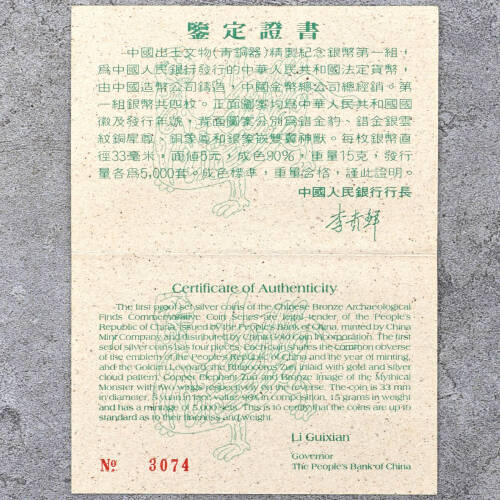 鑒定證書
中國出土文物(青銅器)精製紀念銀幣第一組,
爲中國人民銀行發行的中華人民共和國法定貨幣,
由中國造幣公司鑄造,中國金幣總公司總經銷。第
一組銀幣共四枚。正面圖案均爲中華人民共和國國
徽及發行年號,背面圖案分別爲錯金豹、錯金銀雲
紋銅犀尊、銅象尊和銀象嵌雙翼神獸。每枚銀幣直
徑33毫米,面值5元,成色90%,重量15克,發行
量各爲5,000套。成色標準,重量合格,謹此證明。
中國人民銀行行長
李貴鮮
Certificate of Authenticity
The first proof set silver coins of the Chinese Bronze Archaeological
Finds Commemorative Coin Series are legal tender of the People's
Republic of China, issued by the People's Bank of China, minted by China
Mint Company and distributed by China Gold Coin Incorporation. The first
set of silver coins has four pieces. Each coin shares the common obverse
of the emblem of the People's Republic of China and the year of minting,
and the Golden Leopard, the Rhinoceros Zun inlaid with gold and silver
cloud pattern, Copper Elephant Zun and Bronze Image of the Mythical
Monster with two wings respectively on the reverse. The coin is 33 mm
in diameter, 5 yuan in face value, 90% in composition, 15 grams in weight
and has a mintage of 5,000 sets. This is to certify that the coins are up to
standard as to their fineness and weight.
Li Guixian
Governor
The People's Bank of China
№ 3074